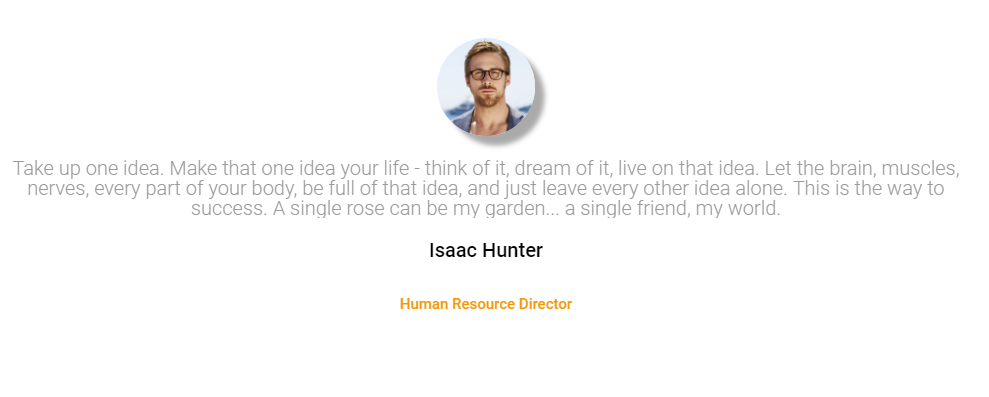 Take up one idea. Make that one idea your life - think of it, dream of it, live on that idea. Let the brain, muscles,
nerves, every part of your body, be full of that idea, and just leave every other idea alone. This is the way to
success. A single rose can be my garden... a single friend, my world.
Isaac Hunter
Human Resource Director